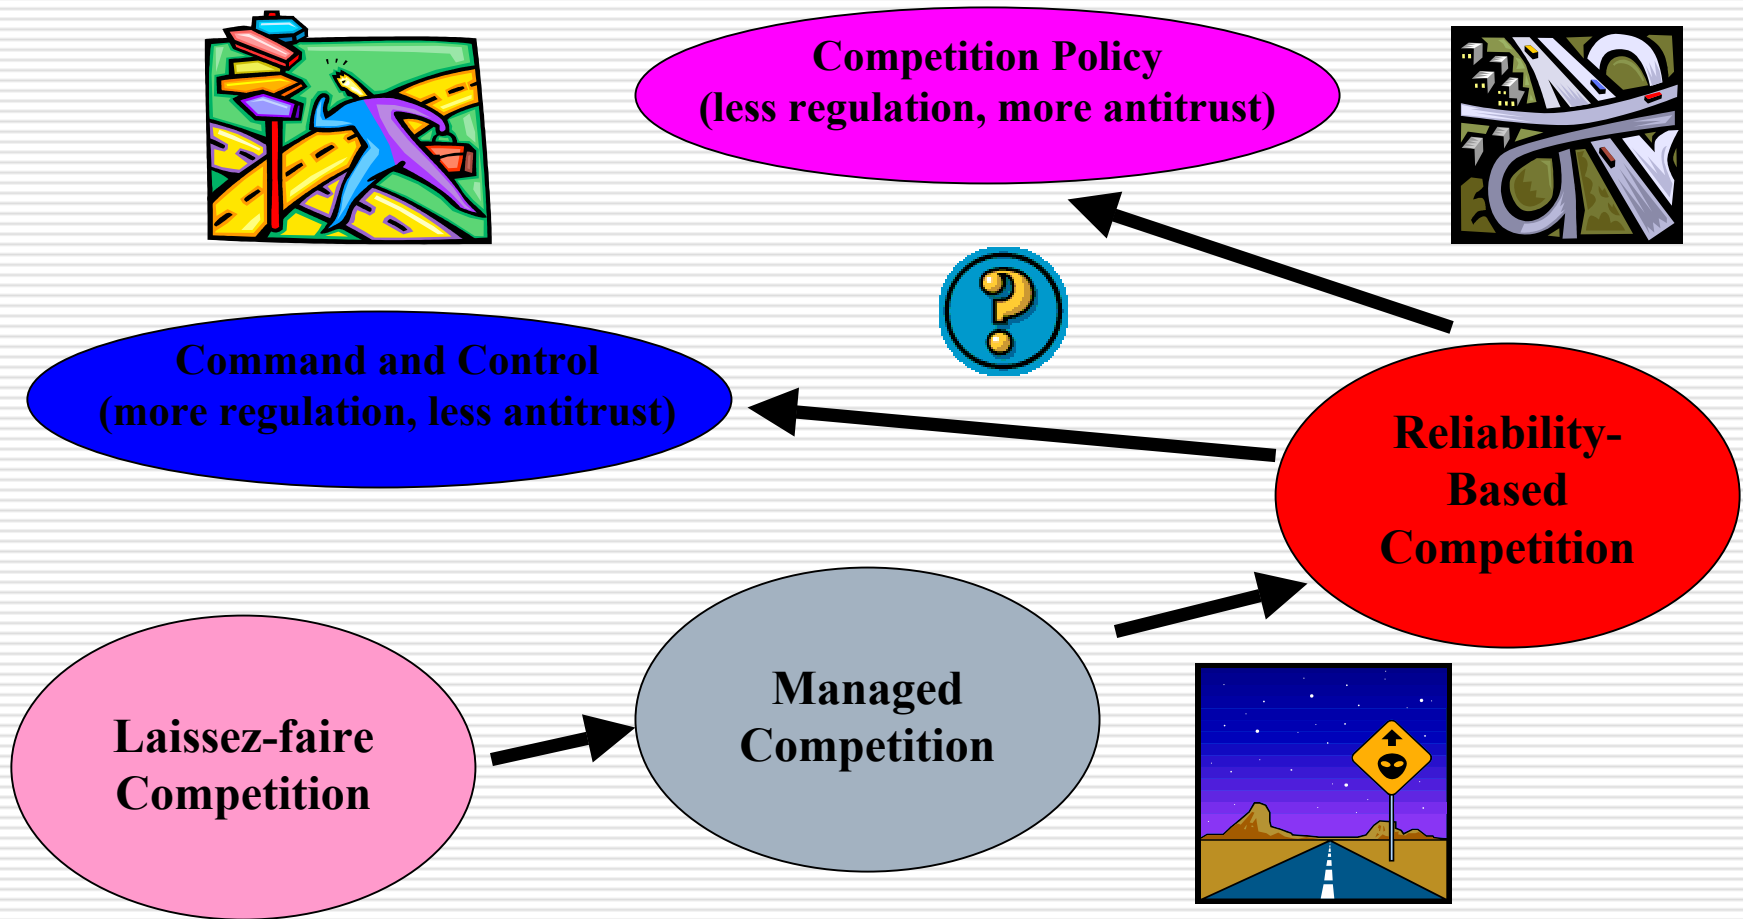 Competition Policy
(less regulation, more antitrust)
Command and Control
(more regulation, less antitrust)
Reliability-
Based
Competition
Managed
Competition
Laissez-faire
Competition